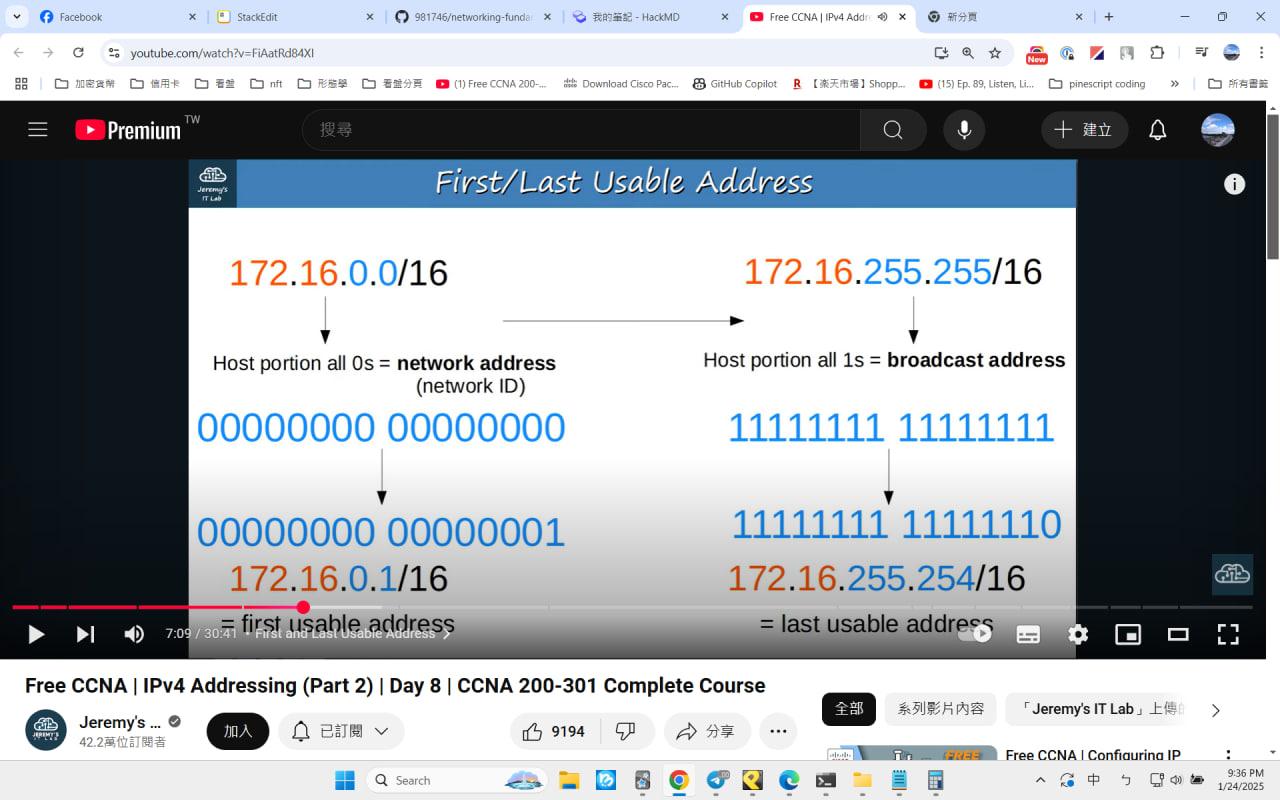 Facebook
StackEdit
981746/networking-fundar
我的筆記 - HackMD
Free CCNA | IPv4 Addre
新分頁
youtube.com/watch?v=FiAatRd84XI
New
加密貨幣
信用卡
看盤
nft
形態學
看盤分頁
(1) Free CCNA 200-...
Download Cisco Pac...
GitHub Copilot
【楽天市場】Shopp...
(15) Ep. 89, Listen, Li...
pinescript coding
所有書籤
Premium TW
搜尋
建立
Jeremy's
IT Lab
First/Last Usable Address
172.16.0.0/16
172.16.255.255/16
Host portion all 0s = network address
(network ID)
Host portion all 1s = broadcast address
00000000 00000000
11111111 11111111
00000000 00000001
11111111 11111110
172.16.0.1/16
172.16.255.254/16
= first usable address
= last usable address
7:09 / 30:41 • First and Last Usable Address
Free CCNA | IPv4 Addressing (Part 2) | Day 8 | CCNA 200-301 Complete Course
Jeremy's ...
42.2萬位訂閱者
加入
已訂閱
9194
分享
全部
系列影片內容
「Jeremy's IT Lab」上傳的
FREE
Free CCNA | Configuring IP
Search
中
ㄅ
9:36 PM
1/24/2025